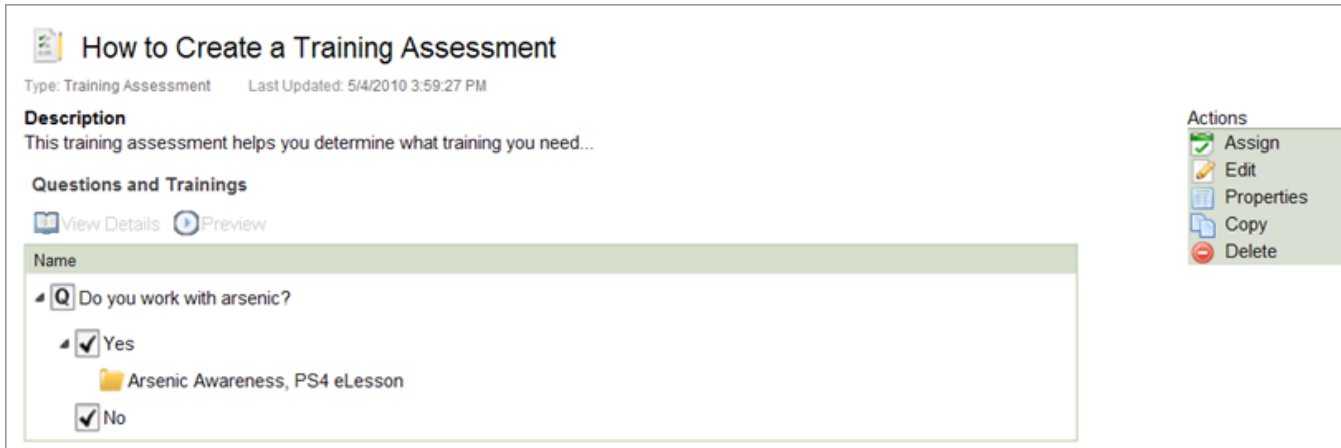 How to Create a Training Assessment
Type: Training Assessment Last Updated: 5/4/2010 3:59:27 PM
Description
This training assessment helps you determine what training you need...
Questions and Trainings
View Details Preview
Name
Q Do you work with arsenic?
Yes
Arsenic Awareness, PS4 eLesson
No
Actions
Assign
Edit
Properties
Copy
Delete